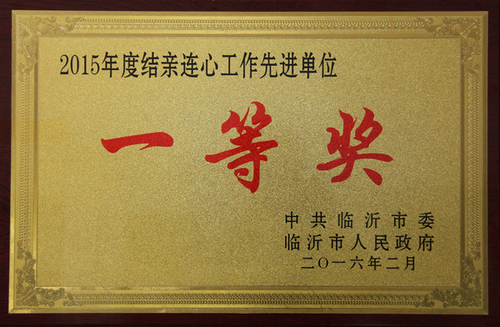 2015年度结亲连心工作先进单位
一等奖
中共临沂市委
临沂市人民政府
二〇一六年二月